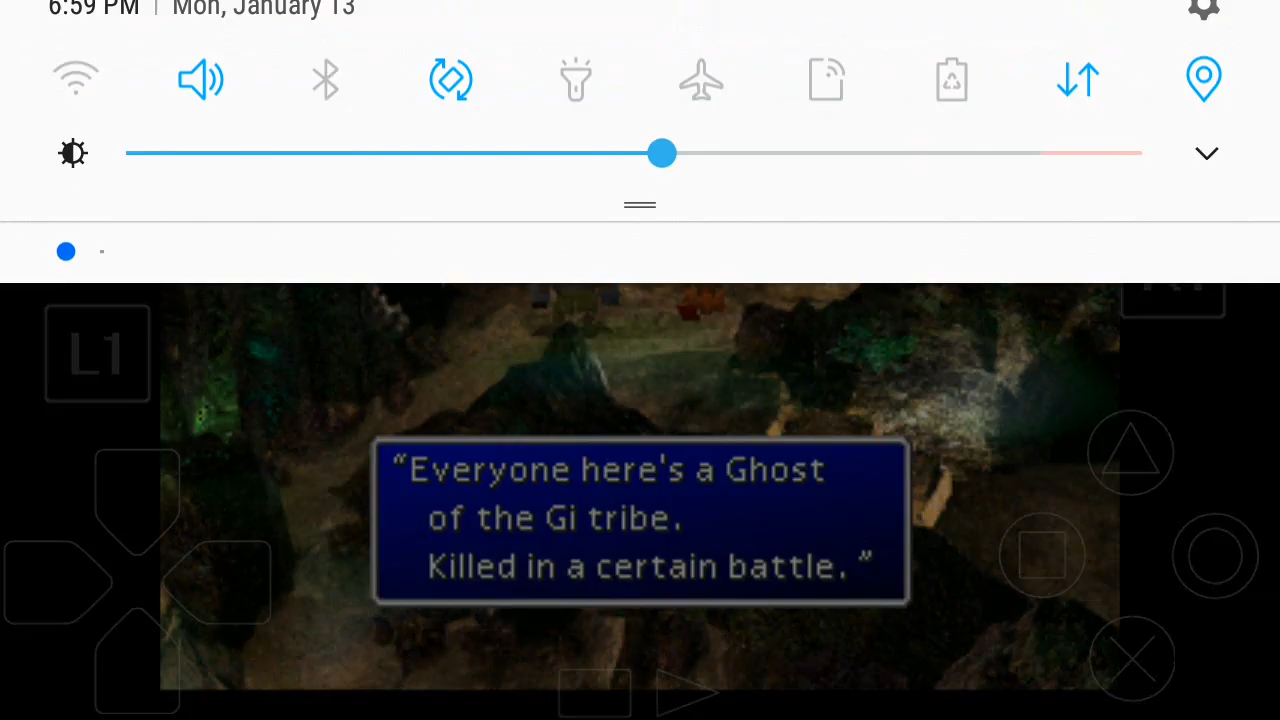 6:59 PM | Mon, January 13
L1
“Everyone here's a Ghost
of the Gi tribe.
Killed in a certain battle.”